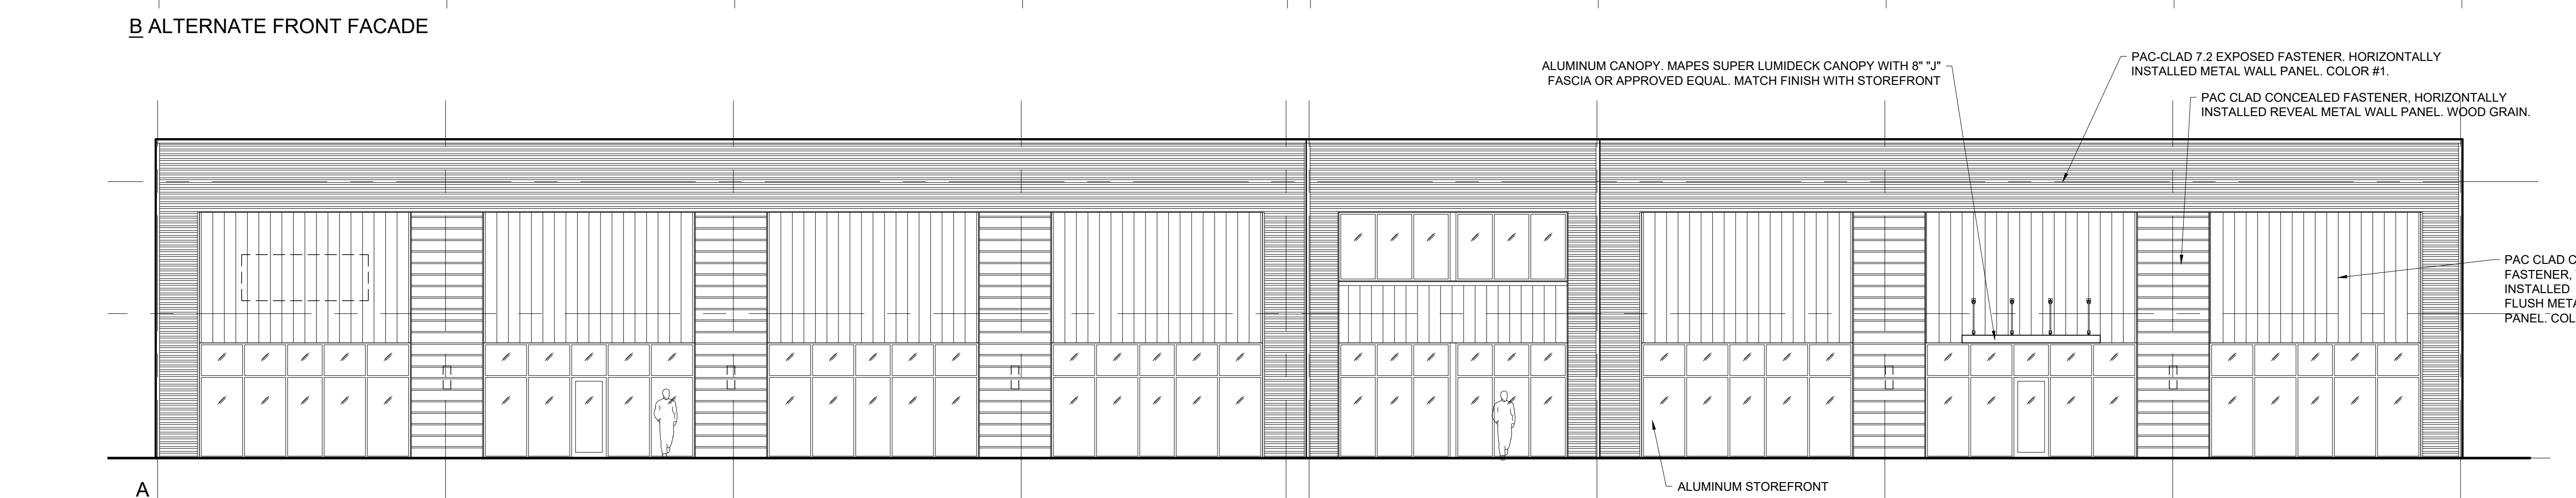 B ALTERNATE FRONT FACADE
ALUMINUM CANOPY. MAPES SUPER LUMIDECK CANOPY WITH 8" "J"
FASCIA OR APPROVED EQUAL. MATCH FINISH WITH STOREFRONT
PAC-CLAD 7.2 EXPOSED FASTENER. HORIZONTALLY
INSTALLED METAL WALL PANEL. COLOR #1.
PAC CLAD CONCEALED FASTENER, HORIZONTALLY
INSTALLED REVEAL METAL WALL PANEL. WOOD GRAIN.
PAC CLAD C
FASTENER,
INSTALLED
FLUSH META
PANEL. COL
ALUMINUM STOREFRONT
A